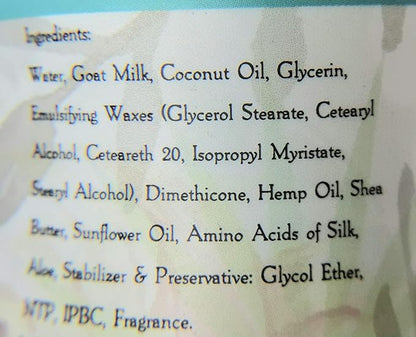 Ingredients:
Water, Goat Milk, Coconut Oil, Glycerin,
Emulsifying Waxes (Glycerol Stearate, Cetearyl
Alcohol, Ceteareth 20, Isopropyl Myristate,
Stearyl Alcohol), Dimethicone, Hemp Oil, Shea
Butter, Sunflower Oil, Amino Acids of Silk,
Aloe, Stabilizer & Preservative: Glycol Ether,
NTP, IPBC, Fragrance.